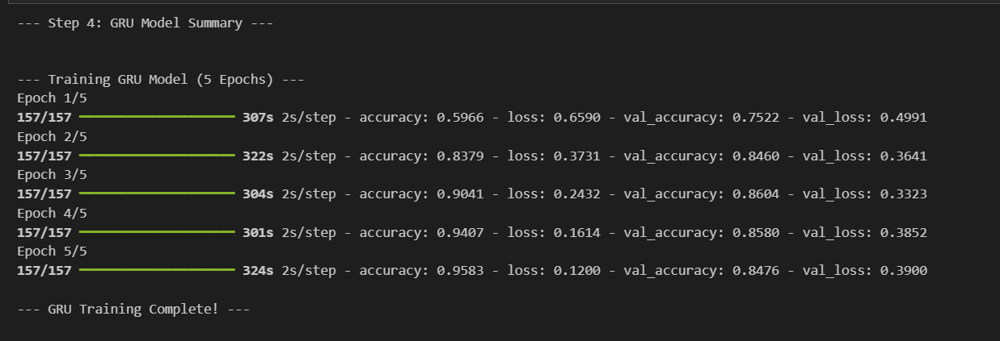 --- Step 4: GRU Model Summary ---
--- Training GRU Model (5 Epochs) ---
Epoch 1/5
157/157 ━━━━━━━━━━━━━━━━━━━━ 307s 2s/step - accuracy: 0.5966 - loss: 0.6590 - val_accuracy: 0.7522 - val_loss: 0.4991
Epoch 2/5
157/157 ━━━━━━━━━━━━━━━━━━━━ 322s 2s/step - accuracy: 0.8379 - loss: 0.3731 - val_accuracy: 0.8460 - val_loss: 0.3641
Epoch 3/5
157/157 ━━━━━━━━━━━━━━━━━━━━ 304s 2s/step - accuracy: 0.9041 - loss: 0.2432 - val_accuracy: 0.8604 - val_loss: 0.3323
Epoch 4/5
157/157 ━━━━━━━━━━━━━━━━━━━━ 301s 2s/step - accuracy: 0.9407 - loss: 0.1614 - val_accuracy: 0.8580 - val_loss: 0.3852
Epoch 5/5
157/157 ━━━━━━━━━━━━━━━━━━━━ 324s 2s/step - accuracy: 0.9583 - loss: 0.1200 - val_accuracy: 0.8476 - val_loss: 0.3900
--- GRU Training Complete! ---